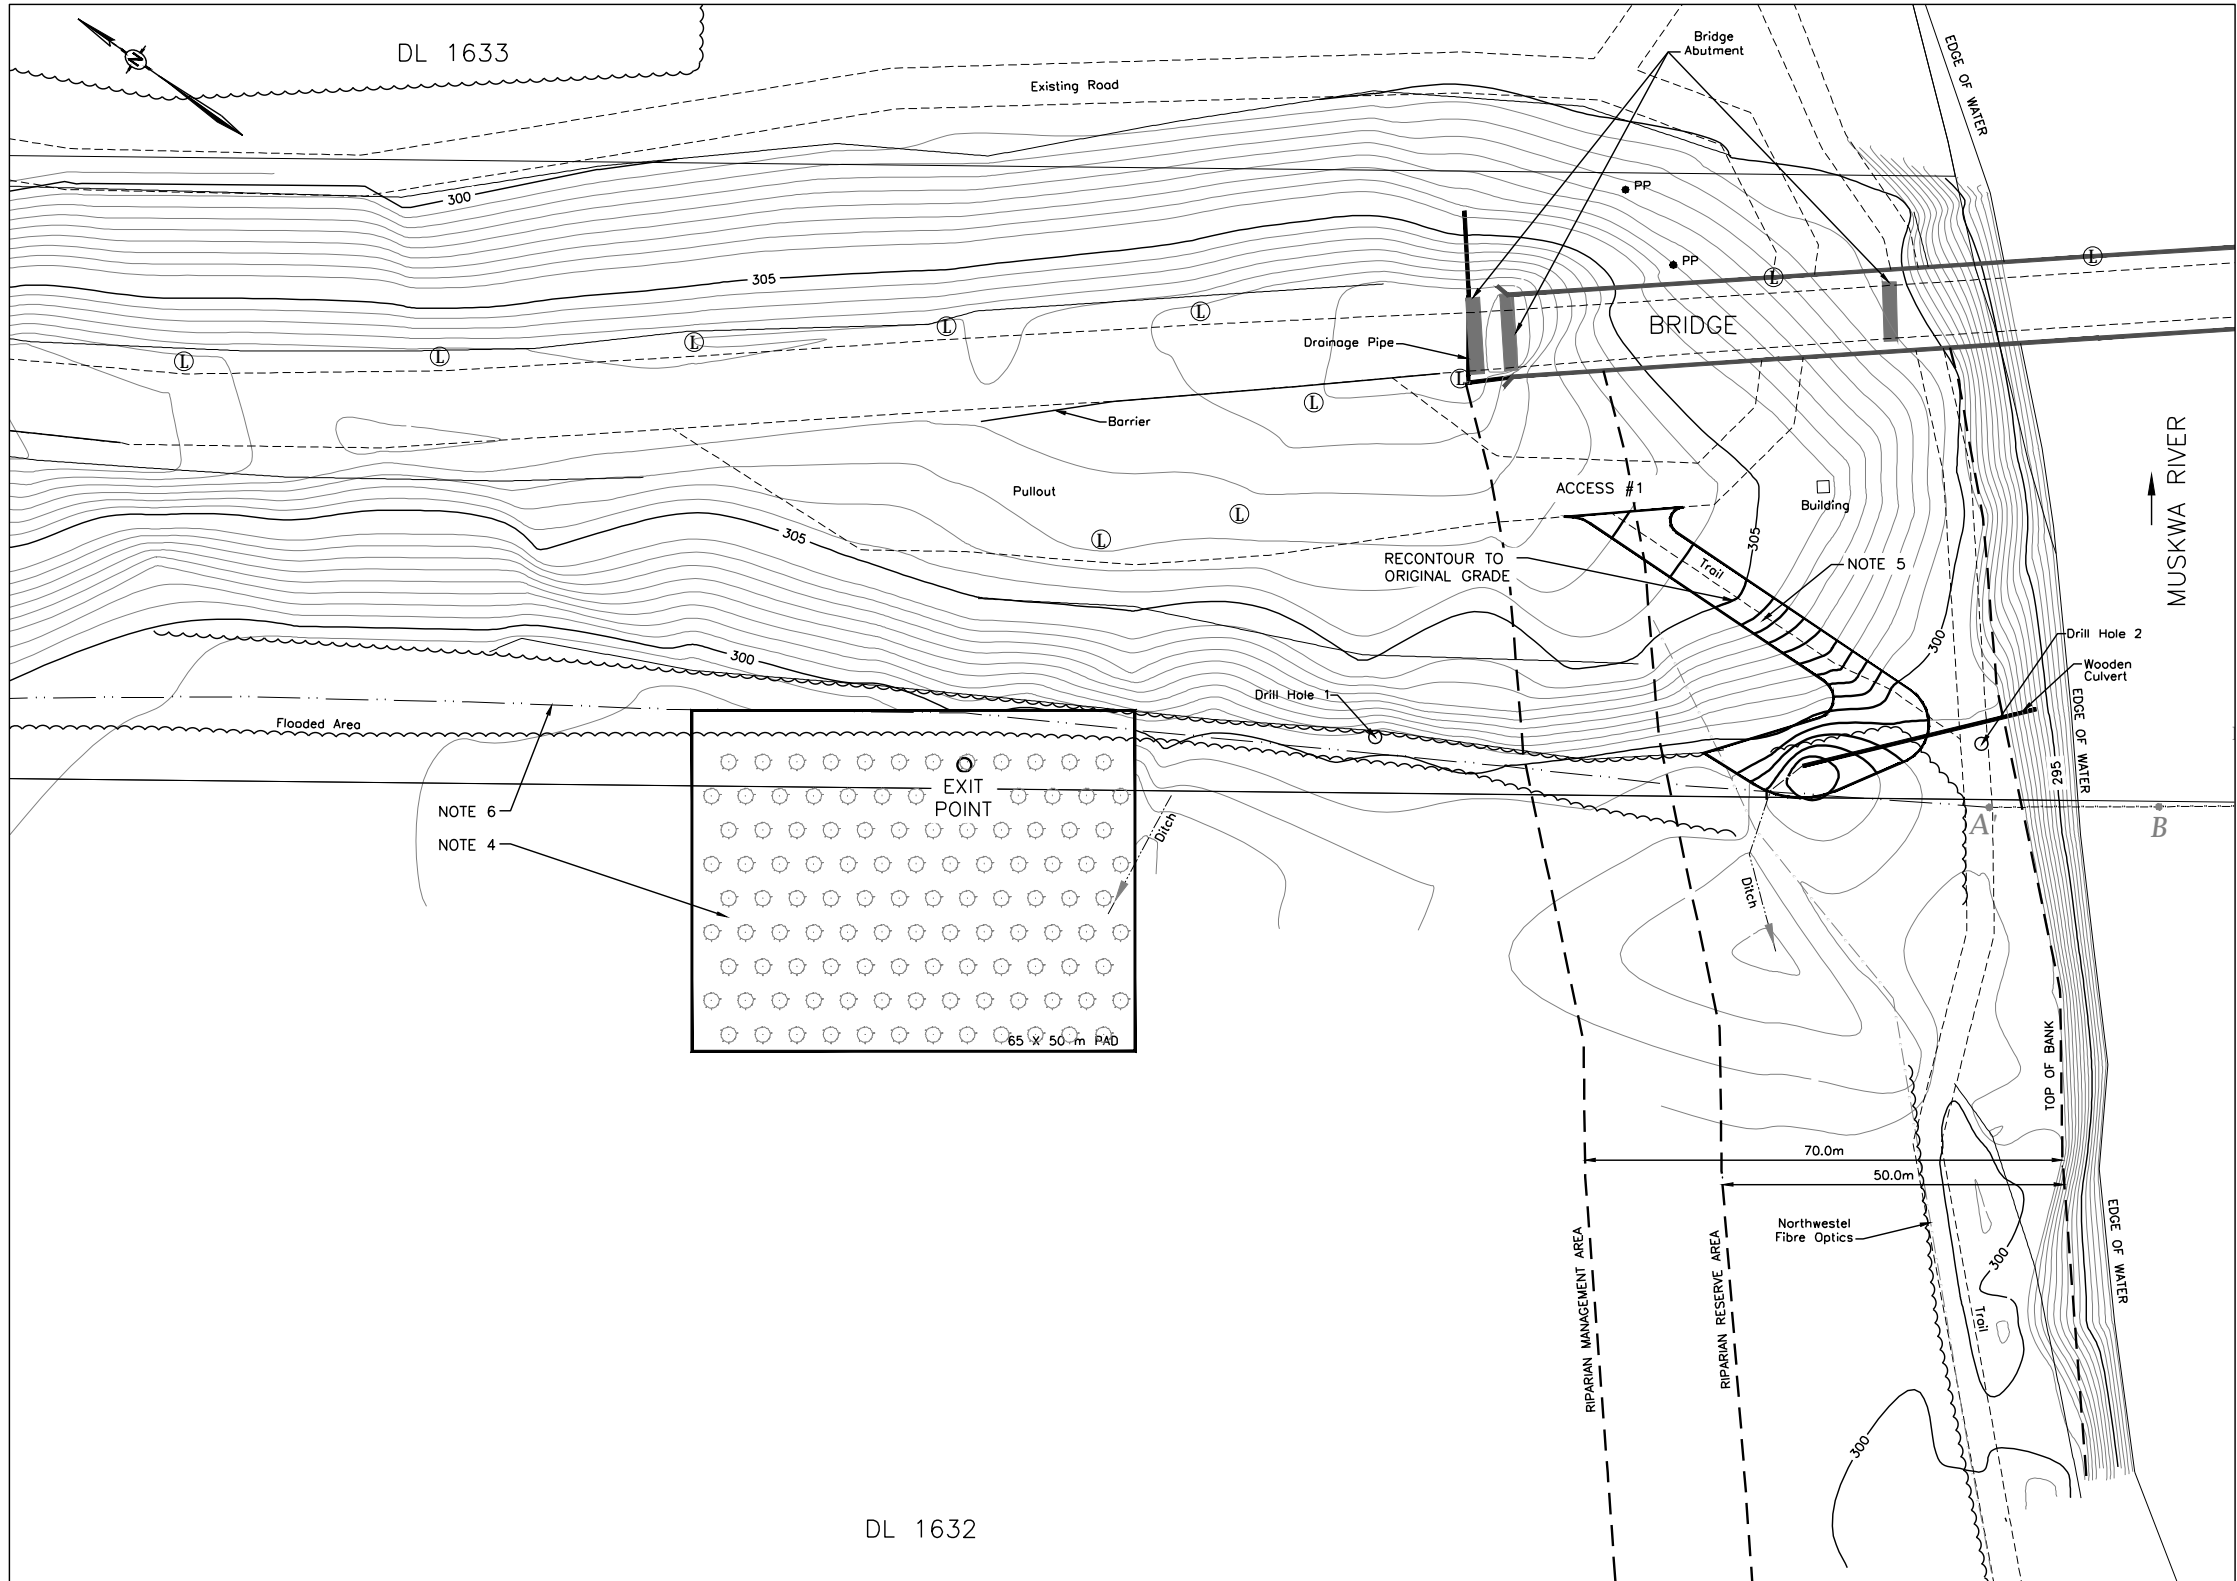 DL 1633
N
Existing Road
Bridge
Abutment
EDGE OF WATER
300
PP
305
PP
L
L
L
L
L
L
L
L
BRIDGE
Drainage Pipe
L
L
Barrier
MUSKWA RIVER
Pullout
ACCESS #1
Building
L
L
305
305
RECONTOUR TO
ORIGINAL GRADE
Trail
NOTE 5
300
Drill Hole 2
300
Wooden
Culvert
Drill Hole 1
EDGE OF WATER
Flooded Area
295
EXIT
POINT
NOTE 6
NOTE 4
Ditch
A
B
Ditch
65 X 50 m PAD
TOP OF BANK
70.0m
50.0m
RIPARIAN MANAGEMENT AREA
RIPARIAN RESERVE AREA
Northwestel
Fibre Optics
EDGE OF WATER
300
Trail
300
DL 1632